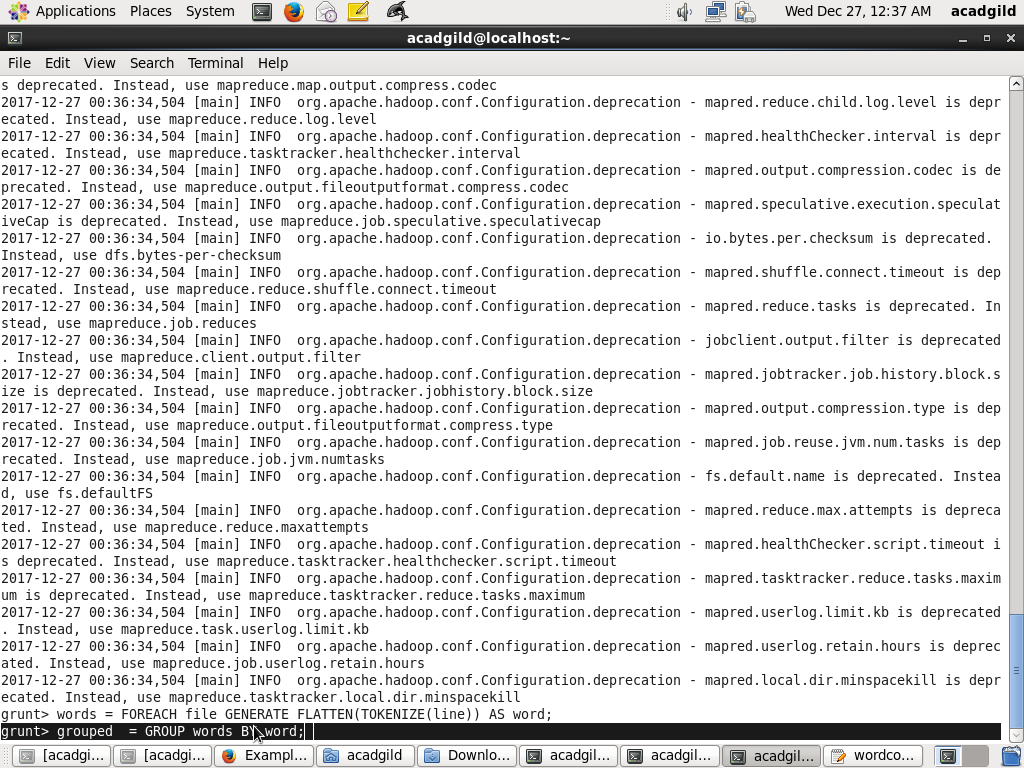 Applications Places System Wed Dec 27, 12:37 AM acadgild
acadgild@localhost:~
File Edit View Search Terminal Help
s deprecated. Instead, use mapreduce.map.output.compress.codec
2017-12-27 00:36:34,504 [main] INFO  org.apache.hadoop.conf.Configuration.deprecation - mapred.reduce.child.log.level is depr
ecated. Instead, use mapreduce.reduce.log.level
2017-12-27 00:36:34,504 [main] INFO  org.apache.hadoop.conf.Configuration.deprecation - mapred.healthChecker.interval is depr
ecated. Instead, use mapreduce.tasktracker.healthchecker.interval
2017-12-27 00:36:34,504 [main] INFO  org.apache.hadoop.conf.Configuration.deprecation - mapred.output.compression.codec is de
precated. Instead, use mapreduce.output.fileoutputformat.compress.codec
2017-12-27 00:36:34,504 [main] INFO  org.apache.hadoop.conf.Configuration.deprecation - mapred.speculative.execution.speculat
iveCap is deprecated. Instead, use mapreduce.job.speculative.speculativecap
2017-12-27 00:36:34,504 [main] INFO  org.apache.hadoop.conf.Configuration.deprecation - io.bytes.per.checksum is deprecated.
Instead, use dfs.bytes-per-checksum
2017-12-27 00:36:34,504 [main] INFO  org.apache.hadoop.conf.Configuration.deprecation - mapred.shuffle.connect.timeout is dep
recated. Instead, use mapreduce.reduce.shuffle.connect.timeout
2017-12-27 00:36:34,504 [main] INFO  org.apache.hadoop.conf.Configuration.deprecation - mapred.reduce.tasks is deprecated. In
stead, use mapreduce.job.reduces
2017-12-27 00:36:34,504 [main] INFO  org.apache.hadoop.conf.Configuration.deprecation - jobclient.output.filter is deprecated
. Instead, use mapreduce.client.output.filter
2017-12-27 00:36:34,504 [main] INFO  org.apache.hadoop.conf.Configuration.deprecation - mapred.jobtracker.job.history.block.s
ize is deprecated. Instead, use mapreduce.jobtracker.jobhistory.block.size
2017-12-27 00:36:34,504 [main] INFO  org.apache.hadoop.conf.Configuration.deprecation - mapred.output.compression.type is dep
recated. Instead, use mapreduce.output.fileoutputformat.compress.type
2017-12-27 00:36:34,504 [main] INFO  org.apache.hadoop.conf.Configuration.deprecation - mapred.job.reuse.jvm.num.tasks is dep
recated. Instead, use mapreduce.job.jvm.numtasks
2017-12-27 00:36:34,504 [main] INFO  org.apache.hadoop.conf.Configuration.deprecation - fs.default.name is deprecated. Instea
d, use fs.defaultFS
2017-12-27 00:36:34,504 [main] INFO  org.apache.hadoop.conf.Configuration.deprecation - mapred.reduce.max.attempts is depreca
ted. Instead, use mapreduce.reduce.maxattempts
2017-12-27 00:36:34,504 [main] INFO  org.apache.hadoop.conf.Configuration.deprecation - mapred.healthChecker.script.timeout i
s deprecated. Instead, use mapreduce.tasktracker.healthchecker.script.timeout
2017-12-27 00:36:34,504 [main] INFO  org.apache.hadoop.conf.Configuration.deprecation - mapred.tasktracker.reduce.tasks.maxim
um is deprecated. Instead, use mapreduce.tasktracker.reduce.tasks.maximum
2017-12-27 00:36:34,504 [main] INFO  org.apache.hadoop.conf.Configuration.deprecation - mapred.userlog.limit.kb is deprecated
. Instead, use mapreduce.task.userlog.limit.kb
2017-12-27 00:36:34,504 [main] INFO  org.apache.hadoop.conf.Configuration.deprecation - mapred.userlog.retain.hours is deprec
ated. Instead, use mapreduce.job.userlog.retain.hours
2017-12-27 00:36:34,504 [main] INFO  org.apache.hadoop.conf.Configuration.deprecation - mapred.local.dir.minspacekill is depr
ecated. Instead, use mapreduce.tasktracker.local.dir.minspacekill
grunt> words = FOREACH file GENERATE FLATTEN(TOKENIZE(line)) AS word;
grunt> grouped  = GROUP words BY word;
[acadgi... [acadgi... Exampl... acadgild Downlo... acadgil... acadgil... acadgil... wordco...